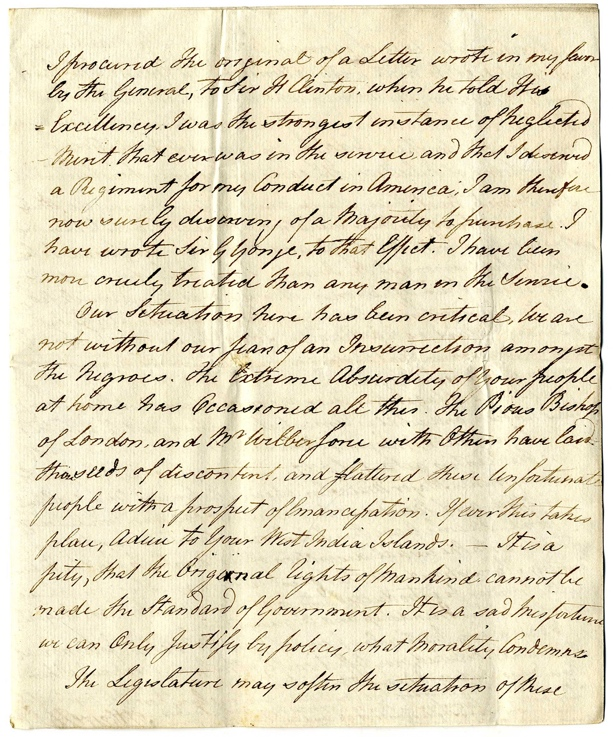 I procured the original of a Letter wrote in my favor
by the General, to Sir H Clinton, when he told His
Excellency, I was the strongest instance of Neglected
Merit, that ever was in the service, and that I deserved
a Regiment for my Conduct in America; I am therefore
now surely deserving of a Majority to purchase. I
have wrote Sir G Yonge, to that Effect. I have been
more cruely treated than any man in the Service.
Our Situation here has been critical, We are
not without our fears of an Insurrection amongst
the Negroes. The Extreme Absurdity of Your people
at home has Occasioned all this. The Pious Bishop
of London, and Mr Wilberforce with Others have laid
the seeds of discontent, and flattered these Unfortunate
people with a prospect of Emancipation. If ever this takes
place, Adieu to Your West India Islands. — It is a
pity, that the Original Rights of Mankind cannot be
made the Standard of Government. It is a sad Misfortune
we can Only Justify by policy, what Morality Condemns
The Legislature may soften the situation of these